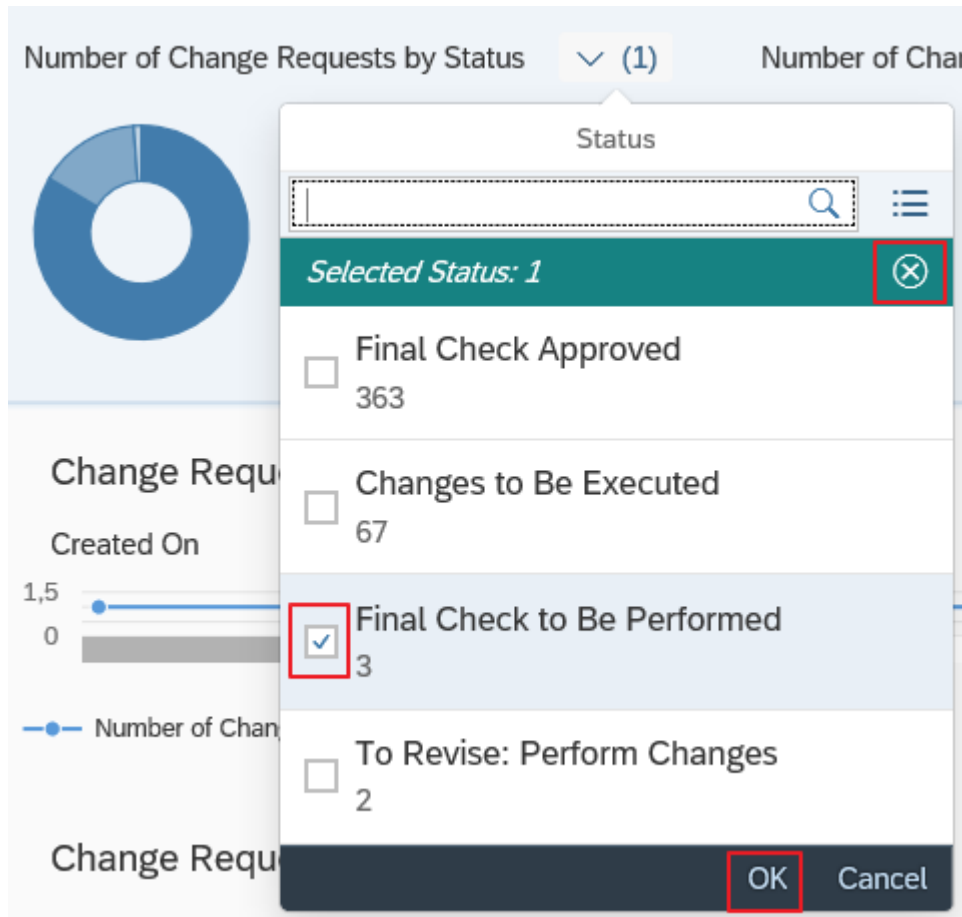 Number of Change Requests by Status (1) Number of Char
Status
Selected Status: 1
Final Check Approved
363
Changes to Be Executed
67
Final Check to Be Performed
3
To Revise: Perform Changes
2
OK Cancel
Change Requ
Created On
1,5
0
Number of Chan
Change Requ